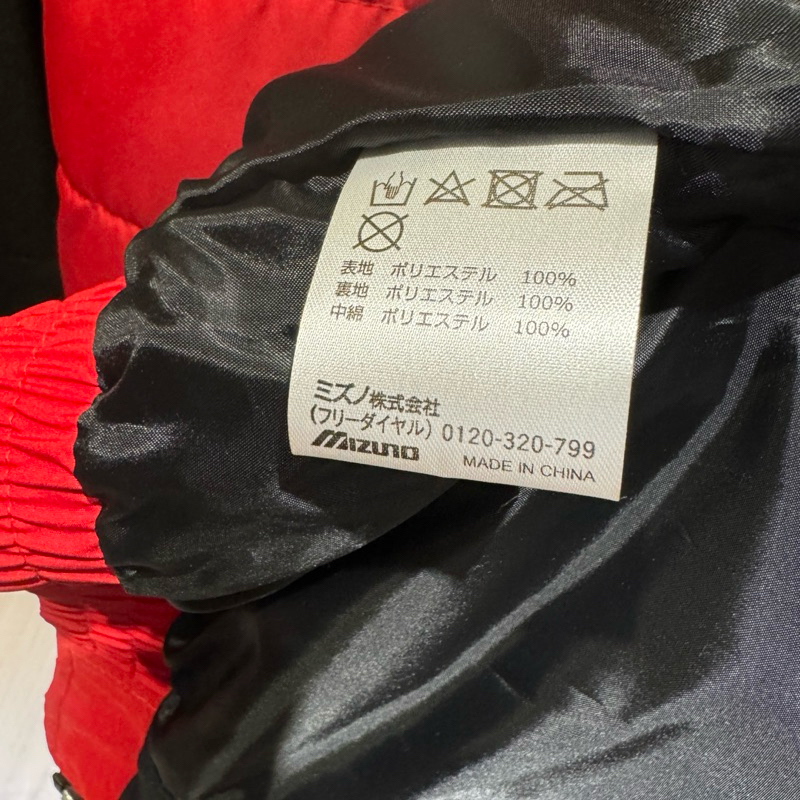 表地 ポリエステル 100%
裏地 ポリエステル 100%
中綿 ポリエステル 100%
ミズノ株式会社
(フリーダイヤル) 0120-320-799
MIZUNO
MADE IN CHINA